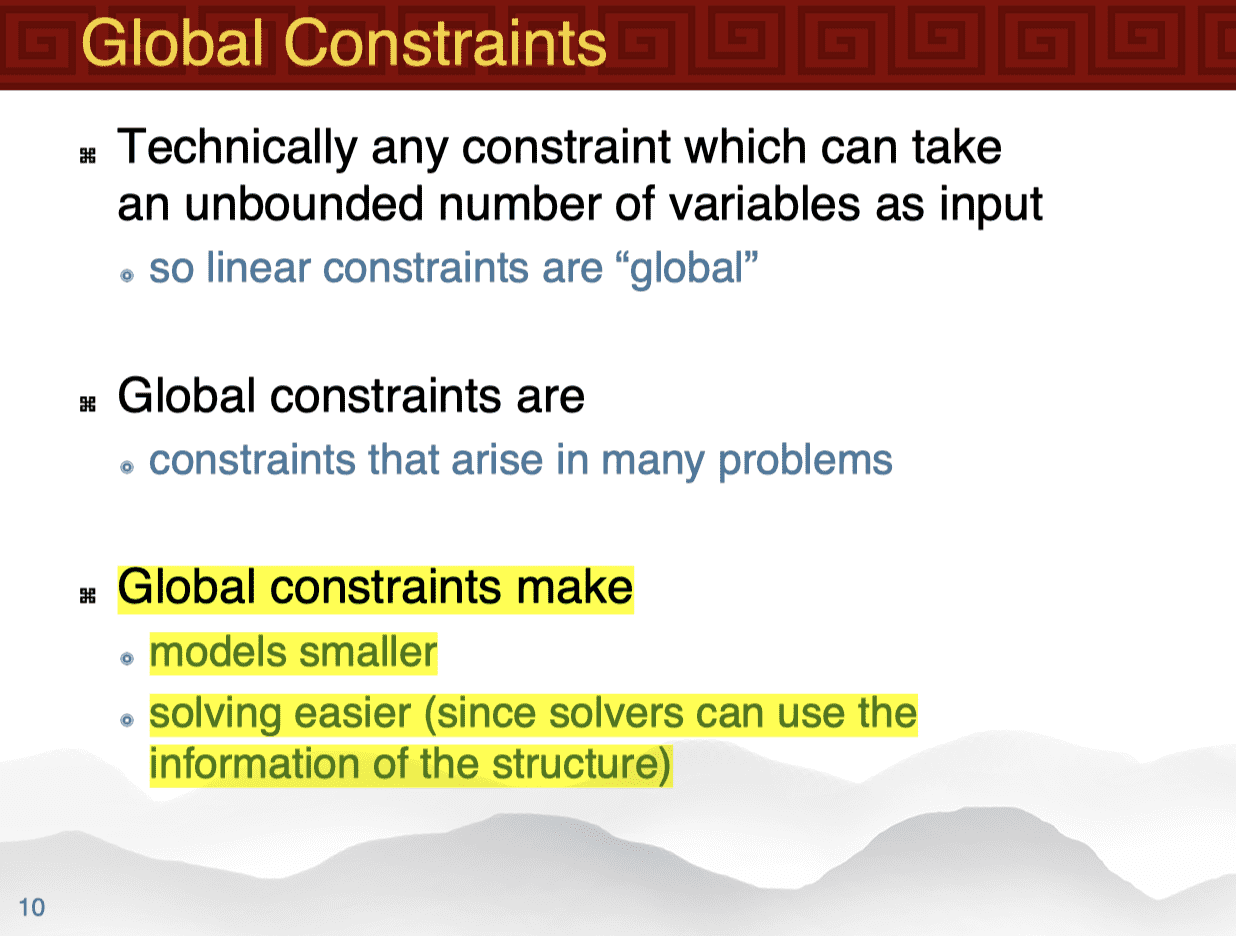 Global Constraints
Technically any constraint which can take
an unbounded number of variables as input
so linear constraints are “global”
Global constraints are
constraints that arise in many problems
Global constraints make
models smaller
solving easier (since solvers can use the
information of the structure)
10